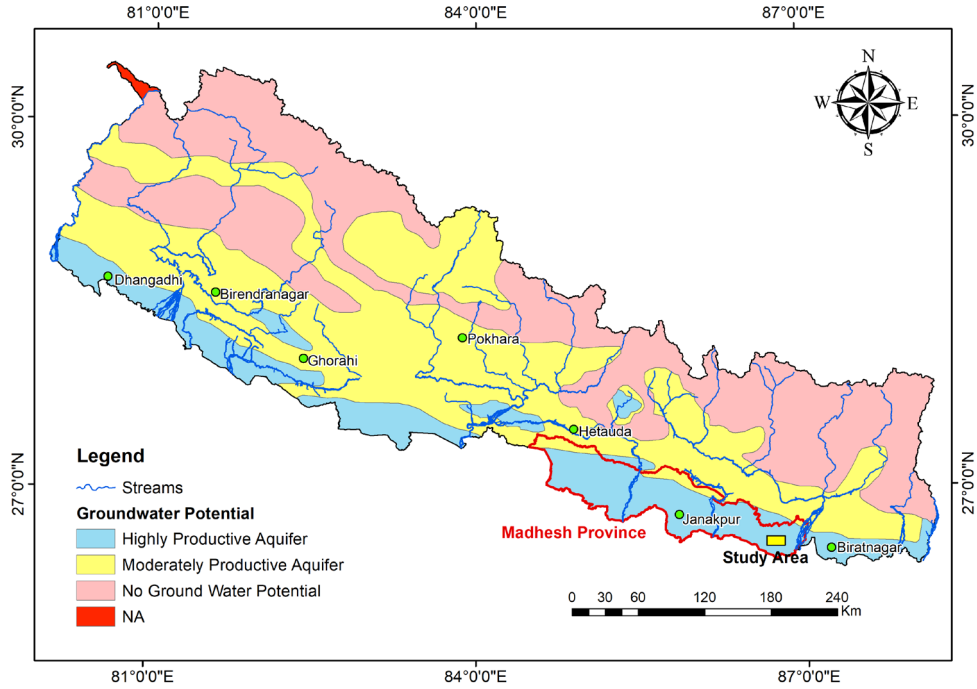 81°0'0"E 84°0'0"E 87°0'0"E
30°0'0"N
30°0'0"N
N
W E
S
Dhangadhi
Birendranagar
Pokhara
Ghorahi
Hetauda
27°0'0"N
27°0'0"N
Legend
Streams
Groundwater Potential
Highly Productive Aquifer
Moderately Productive Aquifer
No Ground Water Potential
NA
Janakpur
Madhesh Province
Biratnagar
Study Area
0 15 30 60 120 180 240
Km
81°0'0"E 84°0'0"E 87°0'0"E